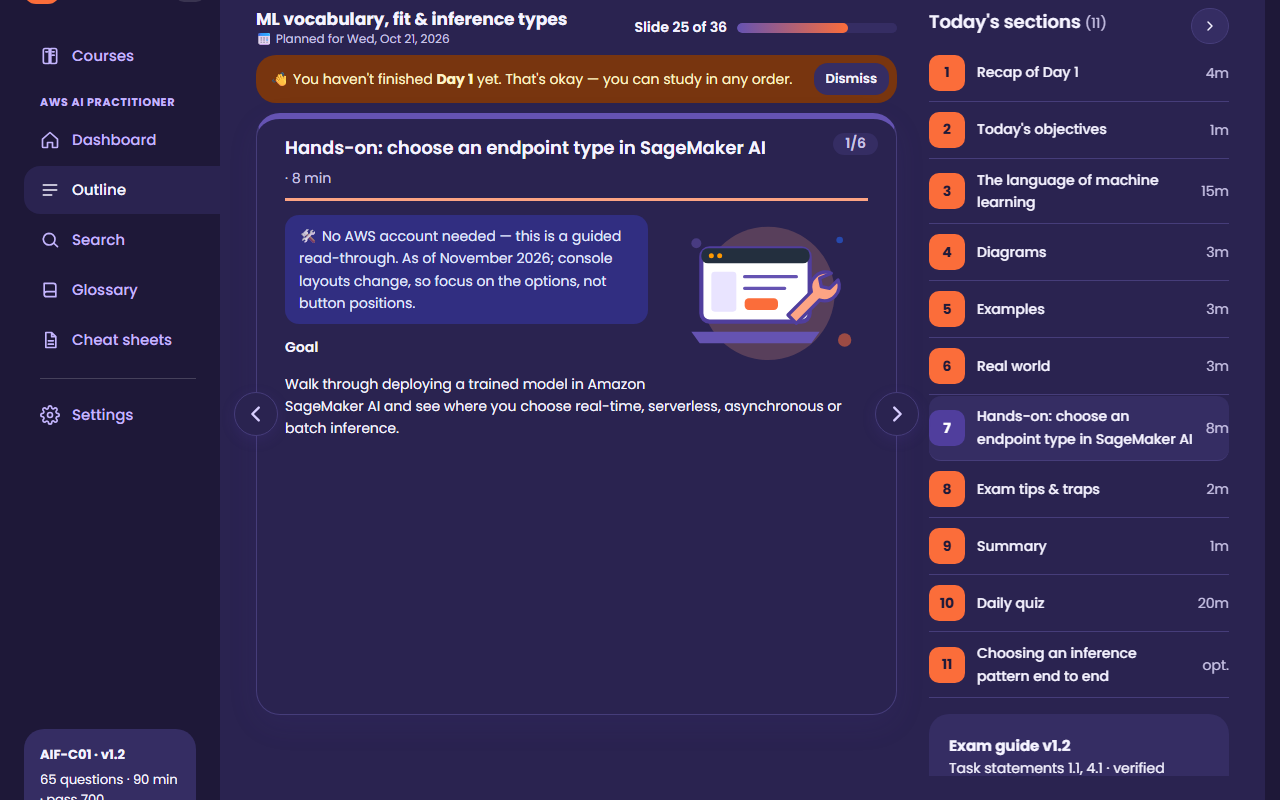 Courses
AWS AI PRACTITIONER
Dashboard
Outline
Search
Glossary
Cheat sheets
Settings
AIF-C01 · v1.2
65 questions · 90 min
· pass 700
ML vocabulary, fit & inference types
Planned for Wed, Oct 21, 2026
Slide 25 of 36
👋 You haven't finished Day 1 yet. That's okay — you can study in any order.
Dismiss
Hands-on: choose an endpoint type in SageMaker AI
1/6
· 8 min
🛠 No AWS account needed — this is a guided
read-through. As of November 2026; console
layouts change, so focus on the options, not
button positions.
Goal
Walk through deploying a trained model in Amazon
SageMaker AI and see where you choose real-time, serverless, asynchronous or
batch inference.
Today's sections (11)
1 Recap of Day 1 4m
2 Today's objectives 1m
3 The language of machine
learning 15m
4 Diagrams 3m
5 Examples 3m
6 Real world 3m
7 Hands-on: choose an
endpoint type in SageMaker AI 8m
8 Exam tips & traps 2m
9 Summary 1m
10 Daily quiz 20m
11 Choosing an inference
pattern end to end opt.
Exam guide v1.2
Task statements 1.1, 4.1 · verified